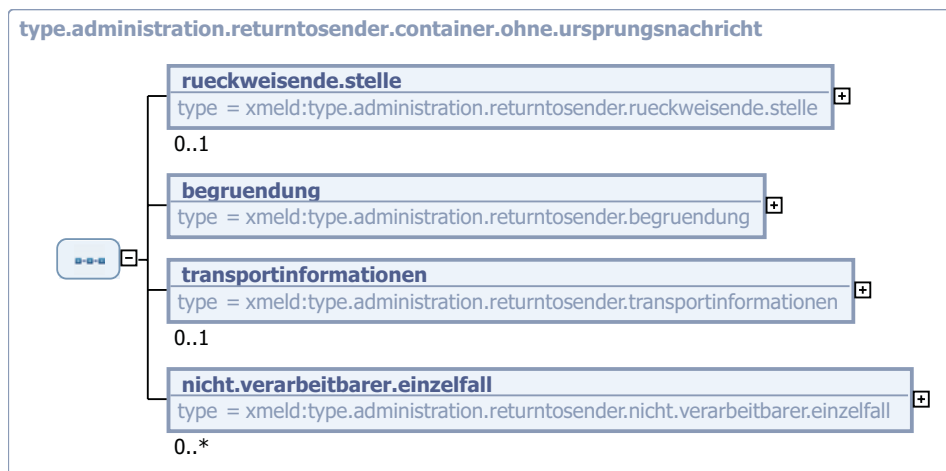 type.administration.returntosender.container.ohne.ursprungsnachricht
rueckweisende.stelle
type = xmeld:type.administration.returntosender.rueckweisende.stelle
0..1
begruendung
type = xmeld:type.administration.returntosender.begruendung
transportinformationen
type = xmeld:type.administration.returntosender.transportinformationen
0..1
nicht.verarbeitbarer.einzelfall
type = xmeld:type.administration.returntosender.nicht.verarbeitbarer.einzelfall
0..*